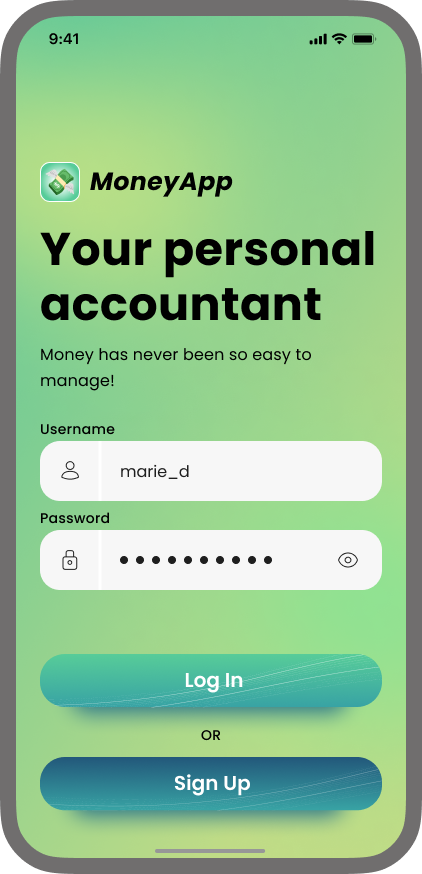 9:41
MoneyApp
Your personal
accountant
Money has never been so easy to
manage!
Username
marie_d
Password
Log In
OR
Sign Up